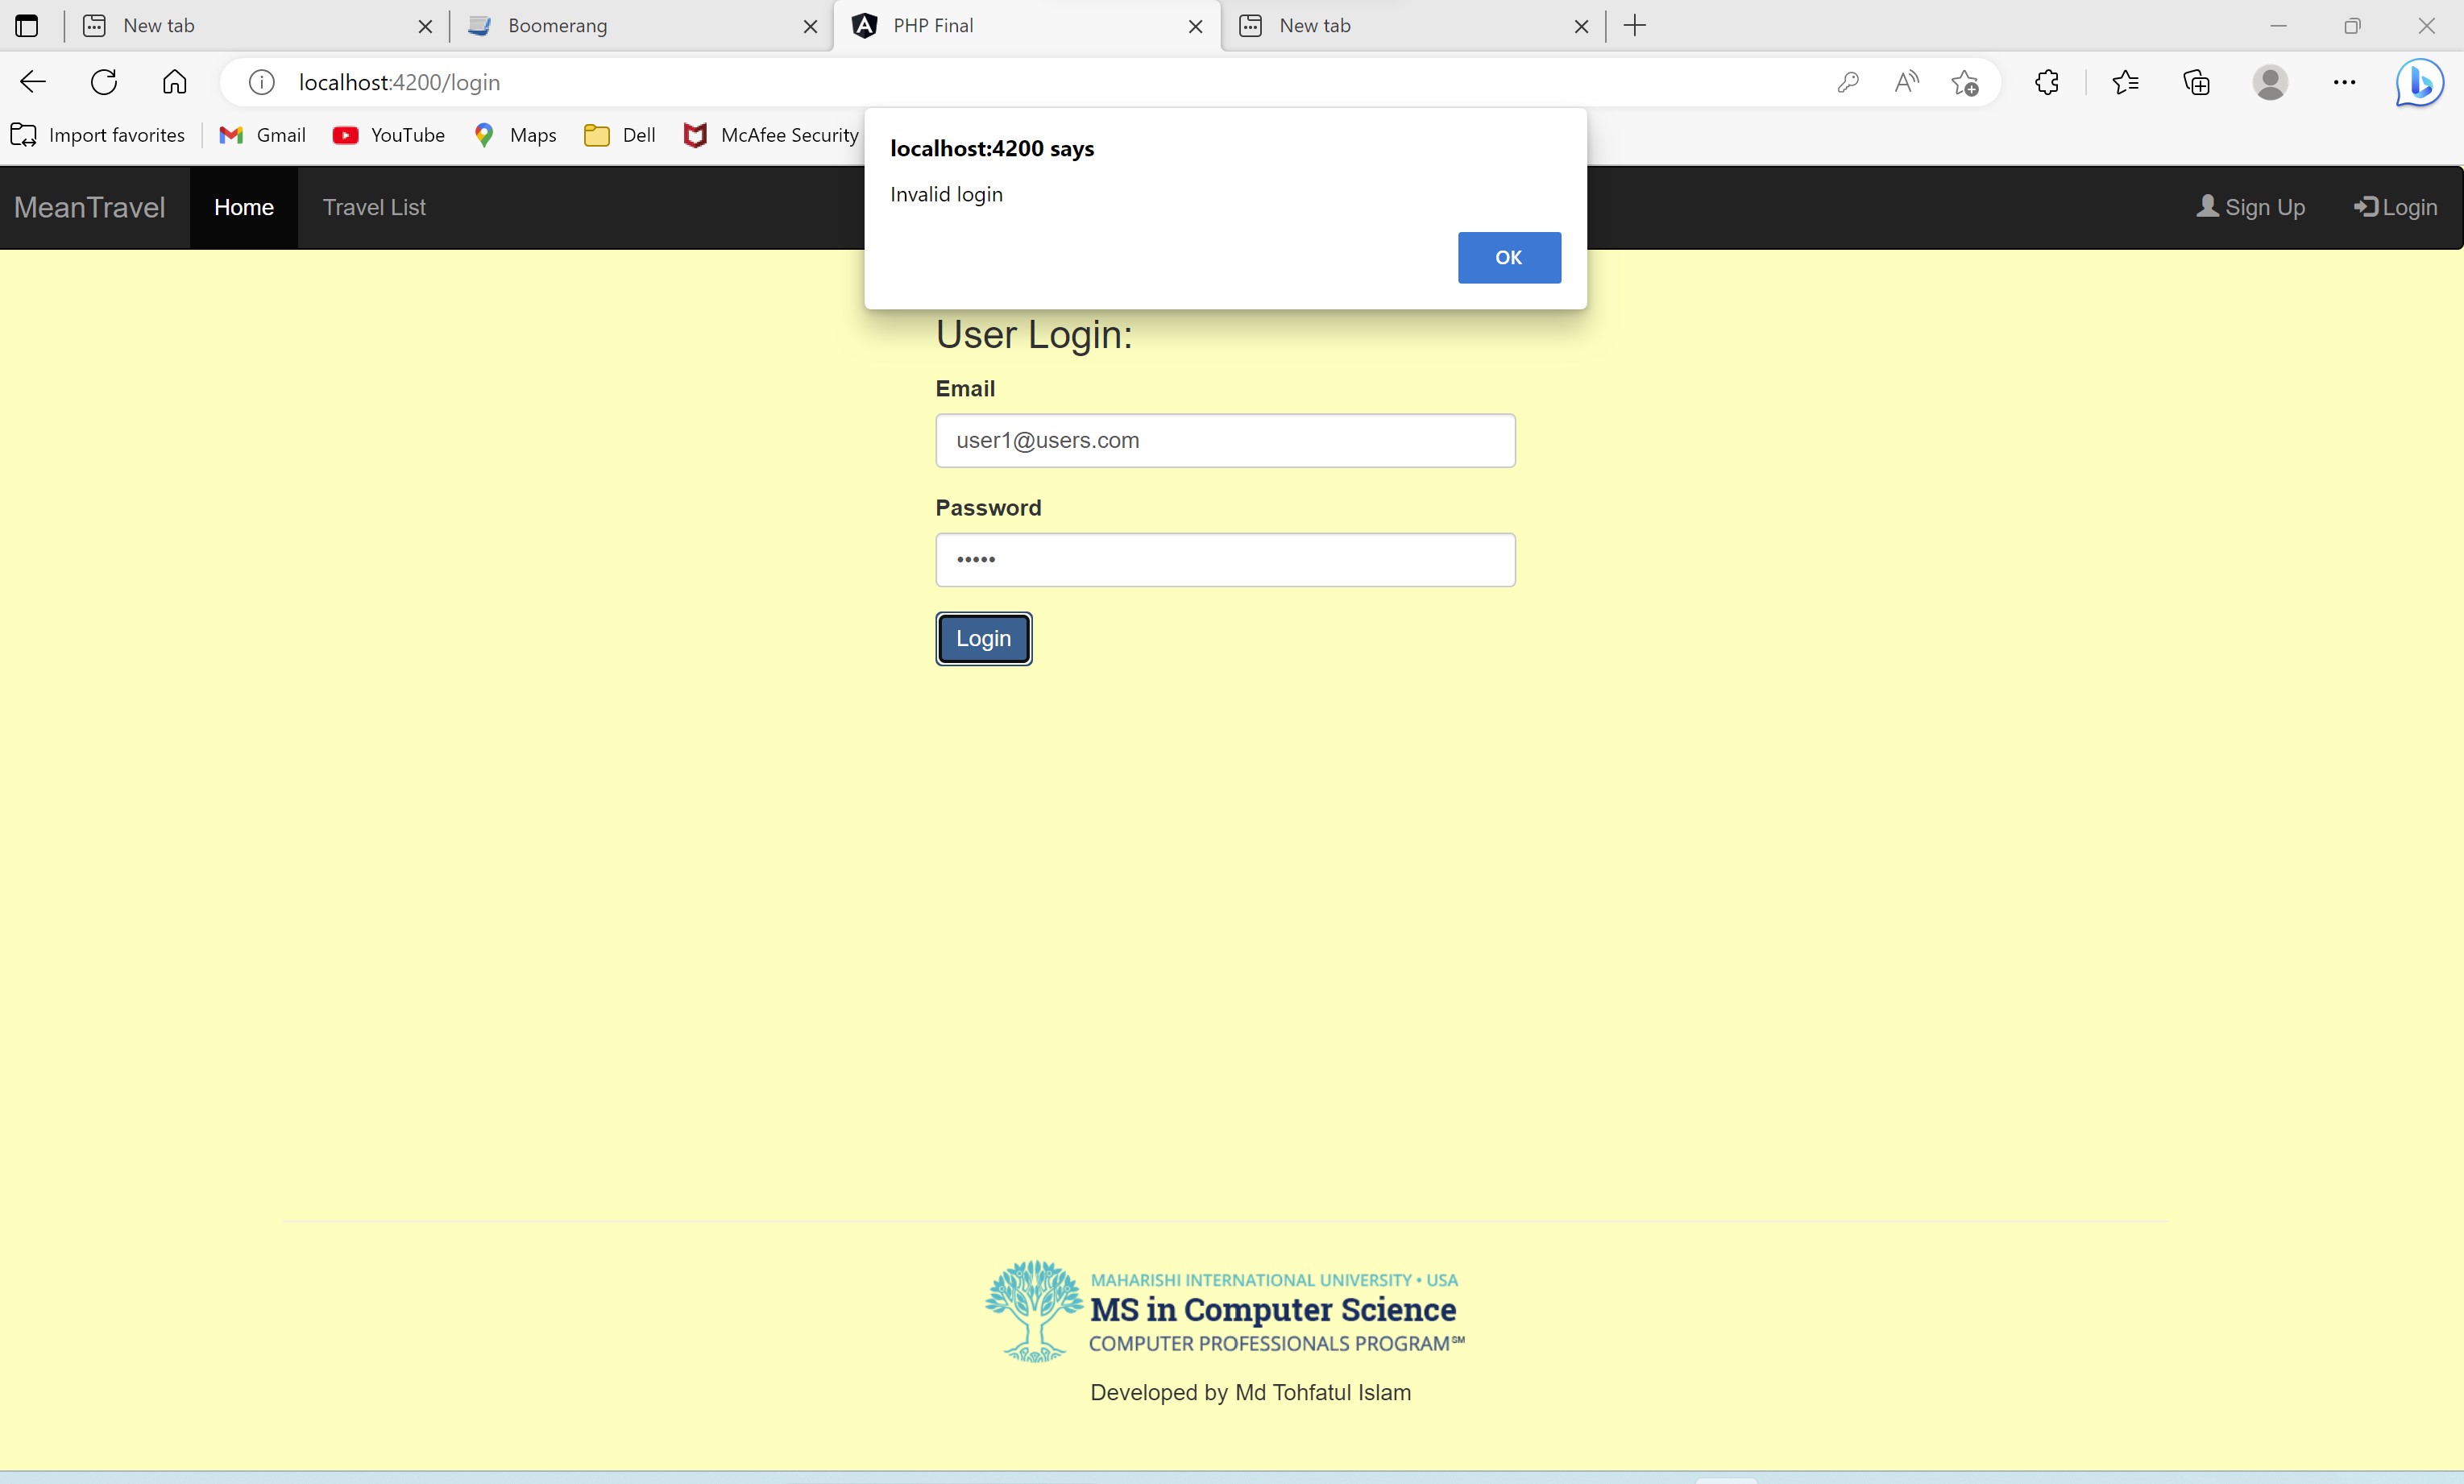 New tab
Boomerang
PHP Final
New tab
localhost:4200/login
Import favorites
Gmail
YouTube
Maps
Dell
McAfee Security
localhost:4200 says
Invalid login
OK
MeanTravel
Home
Travel List
Sign Up
Login
User Login:
Email
user1@users.com
Password
•••••
Login
MAHARISHI INTERNATIONAL UNIVERSITY • USA
MS in Computer Science
COMPUTER PROFESSIONALS PROGRAM℠
Developed by Md Tohfatul Islam